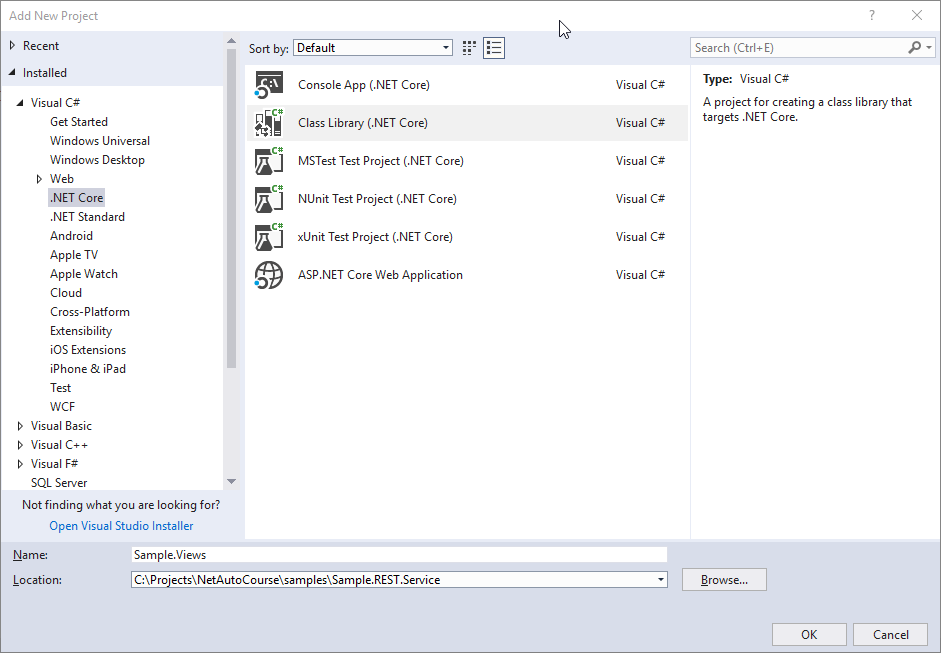 Add New Project
?
Recent
Installed
Visual C#
Get Started
Windows Universal
Windows Desktop
Web
.NET Core
.NET Standard
Android
Apple TV
Apple Watch
Cloud
Cross-Platform
Extensibility
iOS Extensions
iPhone & iPad
Test
WCF
Visual Basic
Visual C++
Visual F#
SQL Server
Not finding what you are looking for?
Open Visual Studio Installer
Sort by: Default
C:\
Console App (.NET Core) Visual C#
C#
Class Library (.NET Core) Visual C#
C#
MSTest Test Project (.NET Core) Visual C#
C#
NUnit Test Project (.NET Core) Visual C#
C#
xUnit Test Project (.NET Core) Visual C#
ASP.NET Core Web Application Visual C#
Search (Ctrl+E)
Type: Visual C#
A project for creating a class library that
targets .NET Core.
Name: Sample.Views
Location: C:\Projects\NetAutoCourse\samples\Sample.REST.Service
Browse...
OK Cancel